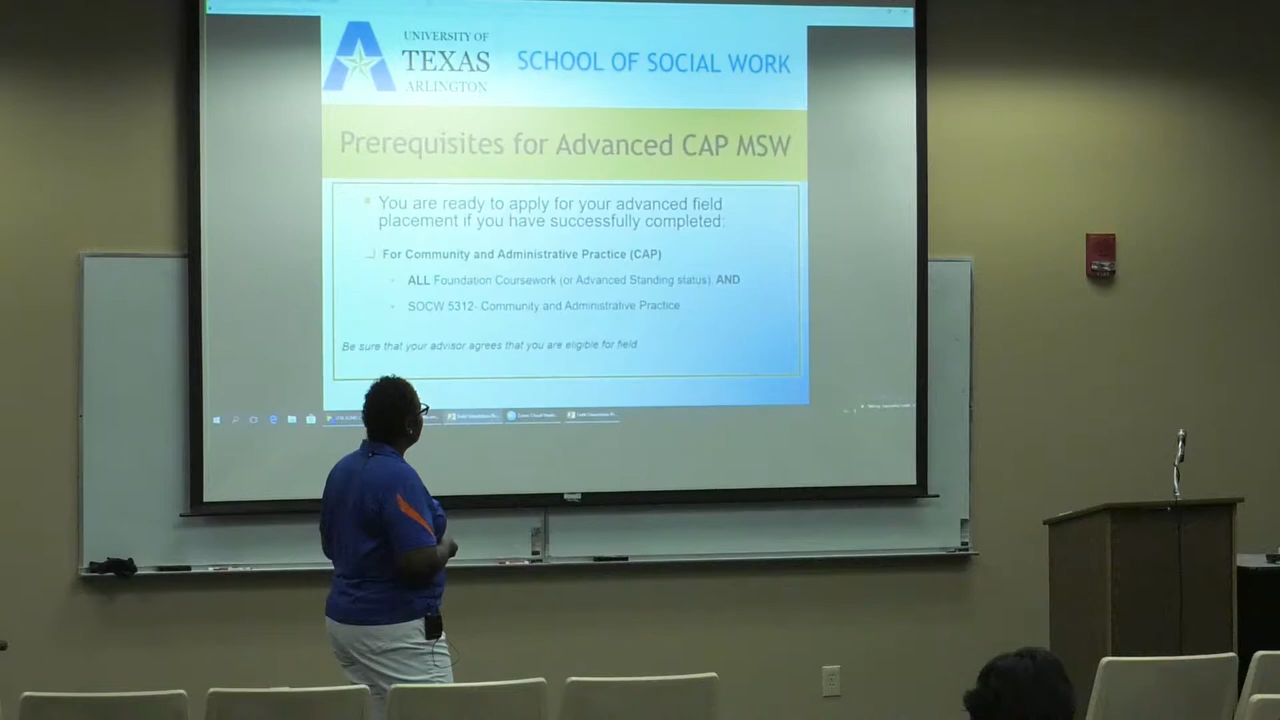 UNIVERSITY OF
TEXAS
ARLINGTON
SCHOOL OF SOCIAL WORK
Prerequisites for Advanced CAP MSW
You are ready to apply for your advanced field
placement if you have successfully completed:
For Community and Administrative Practice (CAP)
ALL Foundation Coursework (or Advanced Standing status) AND
SOCW 5312- Community and Administrative Practice
Be sure that your advisor agrees that you are eligible for field